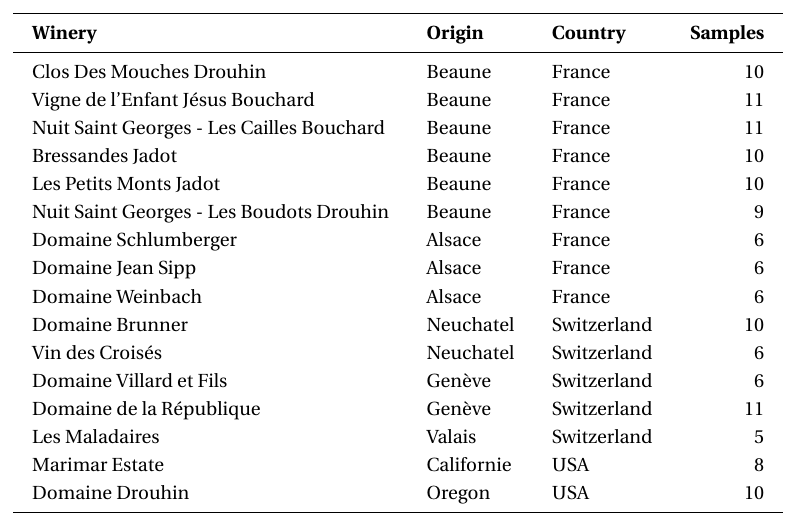 Winery Origin Country Samples
Clos Des Mouches Drouhin Beaune France 10
Vigne de l'Enfant Jésus Bouchard Beaune France 11
Nuit Saint Georges - Les Cailles Bouchard Beaune France 11
Bressandes Jadot Beaune France 10
Les Petits Monts Jadot Beaune France 10
Nuit Saint Georges - Les Boudots Drouhin Beaune France 9
Domaine Schlumberger Alsace France 6
Domaine Jean Sipp Alsace France 6
Domaine Weinbach Alsace France 6
Domaine Brunner Neuchatel Switzerland 10
Vin des Croisés Neuchatel Switzerland 6
Domaine Villard et Fils Genève Switzerland 6
Domaine de la République Genève Switzerland 11
Les Maladaires Valais Switzerland 5
Marimar Estate Californie USA 8
Domaine Drouhin Oregon USA 10